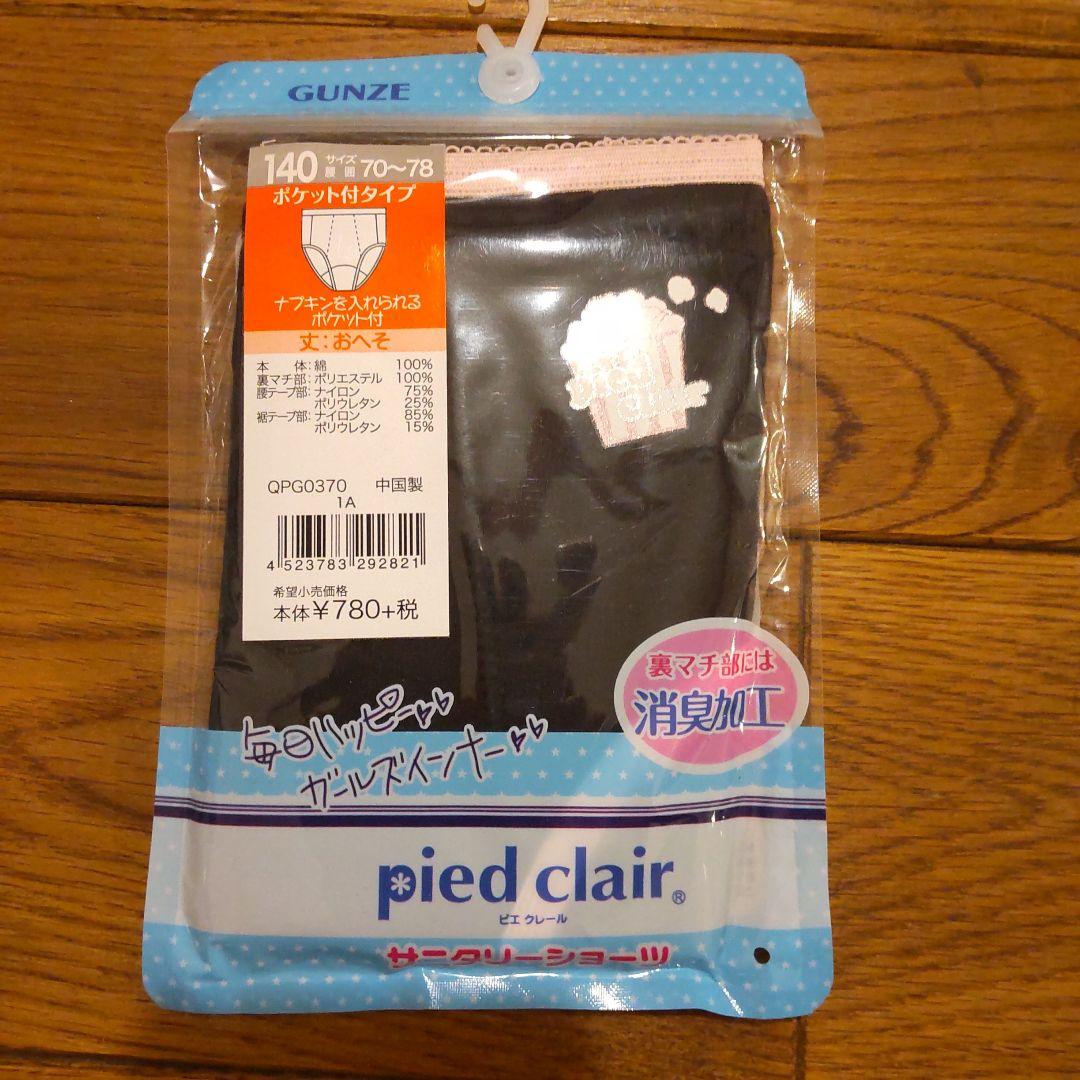 GUNZE
140 サイズ 腰囲 70〜78
ポケット付タイプ
ナプキンを入れられる
ポケット付
丈:おへそ
本 体:綿 100%
裏マチ部:ポリエステル 100%
腰テープ部:ナイロン 75%
ポリウレタン 25%
裾テープ部:ナイロン 85%
ポリウレタン 15%
QPG0370 中国製
1A
4 523783 292821
希望小売価格
本体¥780+税
裏マチ部には
消臭加工
毎日ハッピー
ガールズインナー
pied clair®
ピエ クレール
サニタリーショーツ